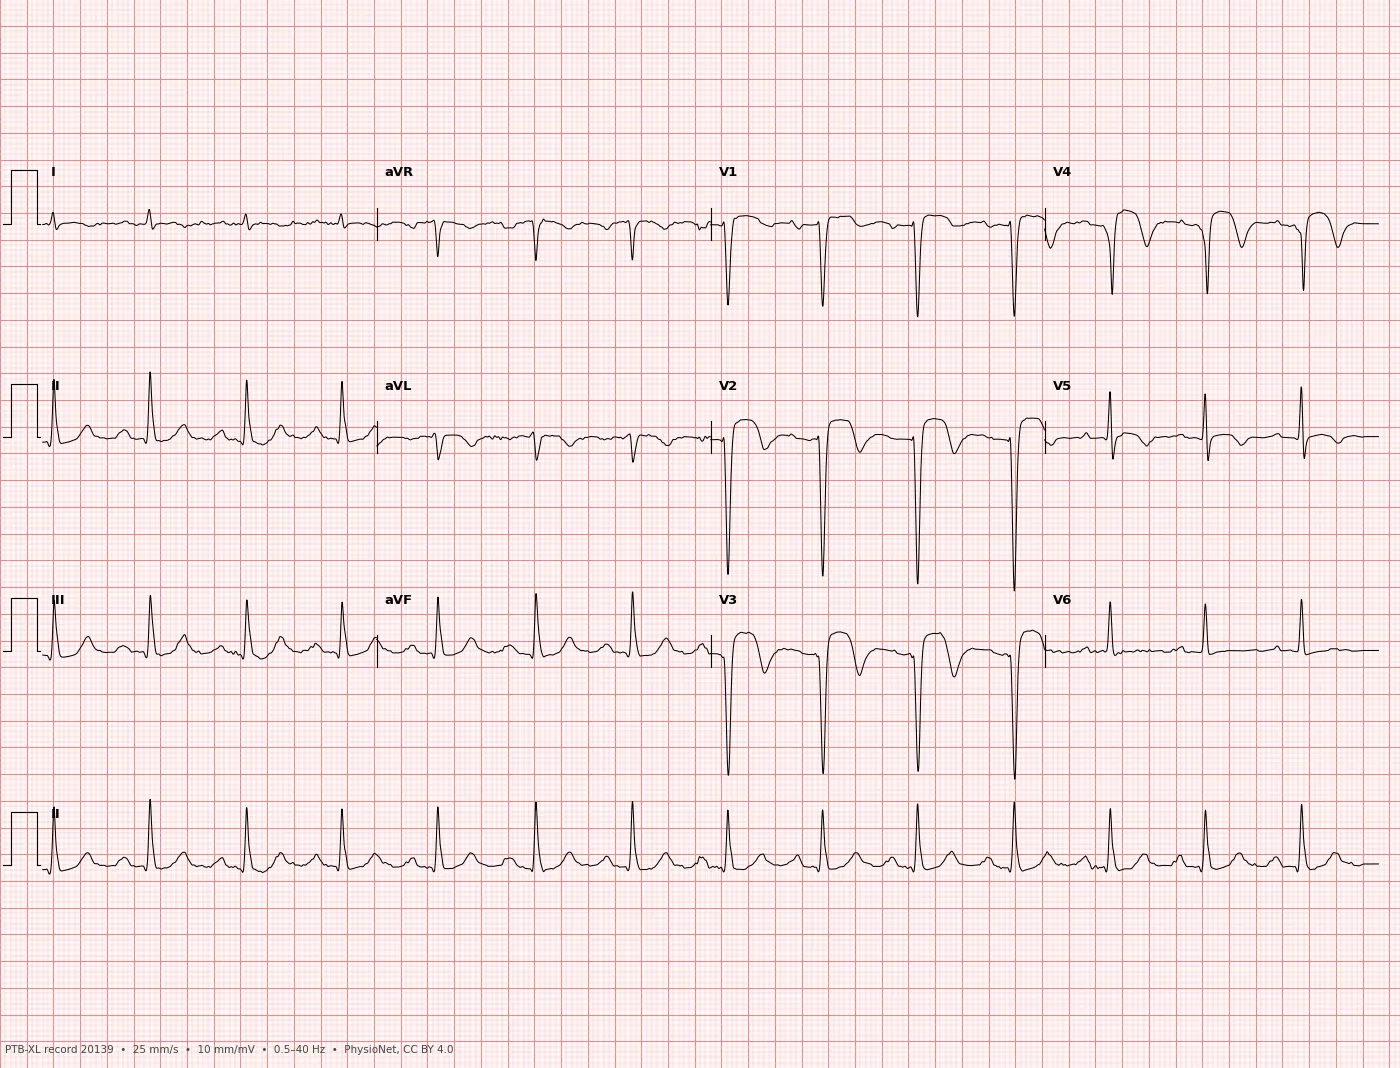 I aVR V1 V4
II aVL V2 V5
III aVF V3 V6
II
PTB-XL record 20139 • 25 mm/s • 10 mm/mV • 0.5–40 Hz • PhysioNet, CC BY 4.0